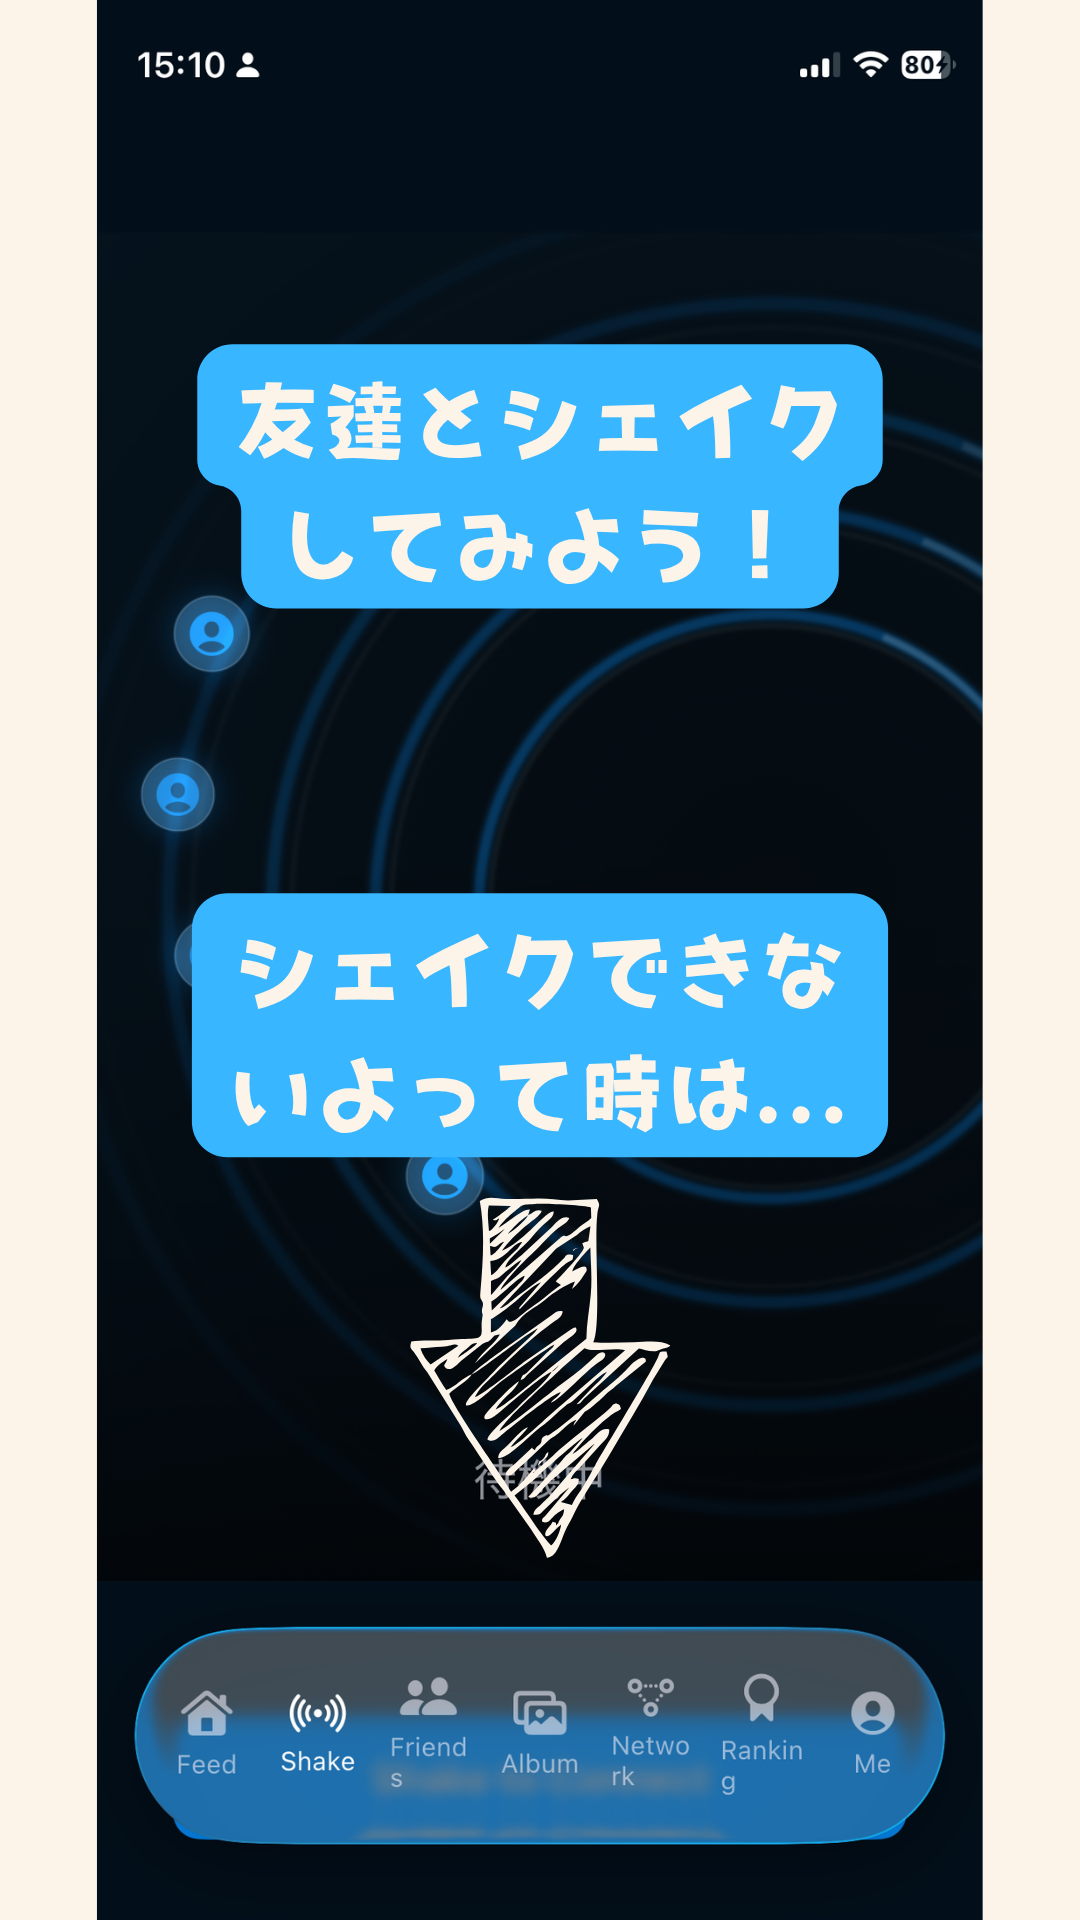 15:10
80
友達とシェイク
してみよう！
シェイクできな
いよって時は...
待機中
Feed
Shake
Friend
s
Album
Netwo
rk
Rankin
g
Me